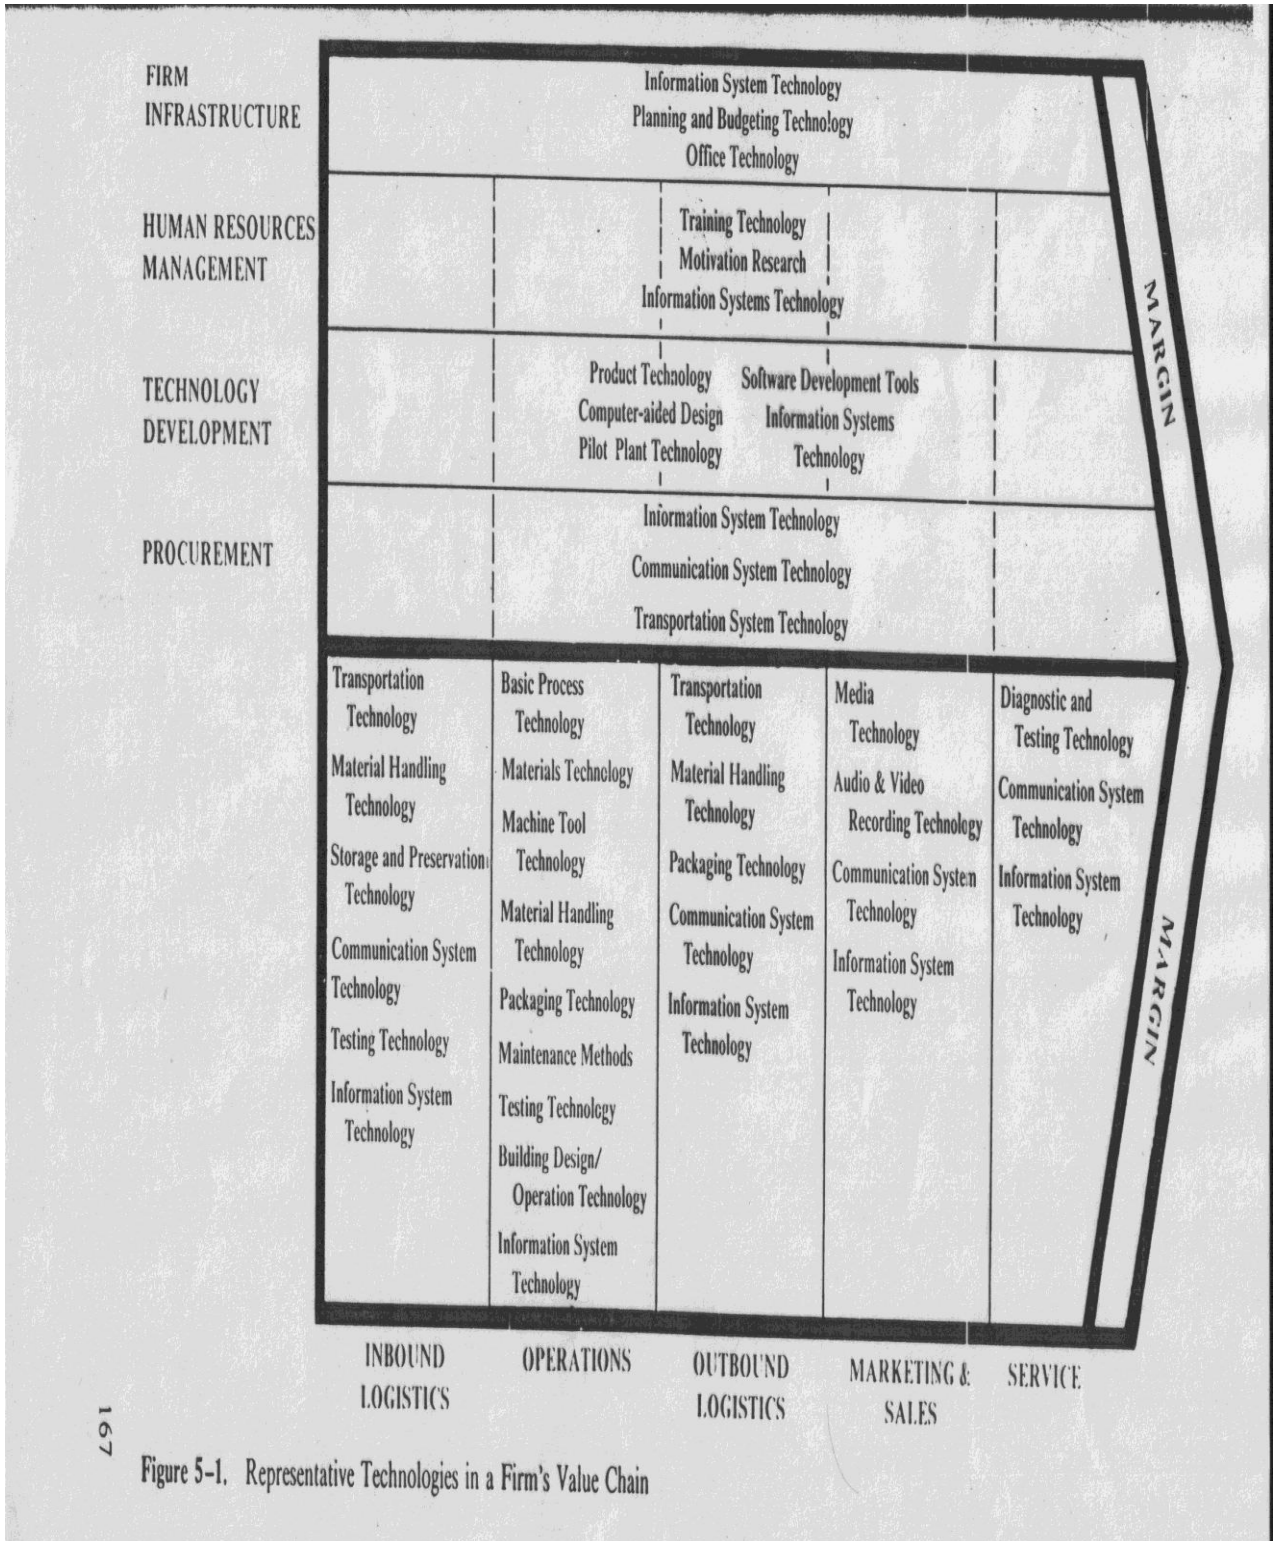 FIRM
INFRASTRUCTURE
Information System Technology
Planning and Budgeting Technology
Office Technology
HUMAN RESOURCES
MANAGEMENT
Training Technology
Motivation Research
Information Systems Technology
TECHNOLOGY
DEVELOPMENT
Product Technology
Computer-aided Design
Pilot Plant Technology
Software Development Tools
Information Systems
Technology
PROCUREMENT
Information System Technology
Communication System Technology
Transportation System Technology
MARGIN
Transportation
Technology
Material Handling
Technology
Storage and Preservation
Technology
Communication System
Technology
Testing Technology
Information System
Technology
Basic Process
Technology
Materials Technology
Machine Tool
Technology
Material Handling
Technology
Packaging Technology
Maintenance Methods
Testing Technology
Building Design/
Operation Technology
Information System
Technology
Transportation
Technology
Material Handling
Technology
Packaging Technology
Communication System
Technology
Information System
Technology
Media
Technology
Audio & Video
Recording Technology
Communication System
Technology
Information System
Technology
Diagnostic and
Testing Technology
Communication System
Technology
Information System
Technology
MARGIN
INBOUND
LOGISTICS
OPERATIONS
OUTBOUND
LOGISTICS
MARKETING &
SALES
SERVICE
167
Figure 5-1. Representative Technologies in a Firm's Value Chain